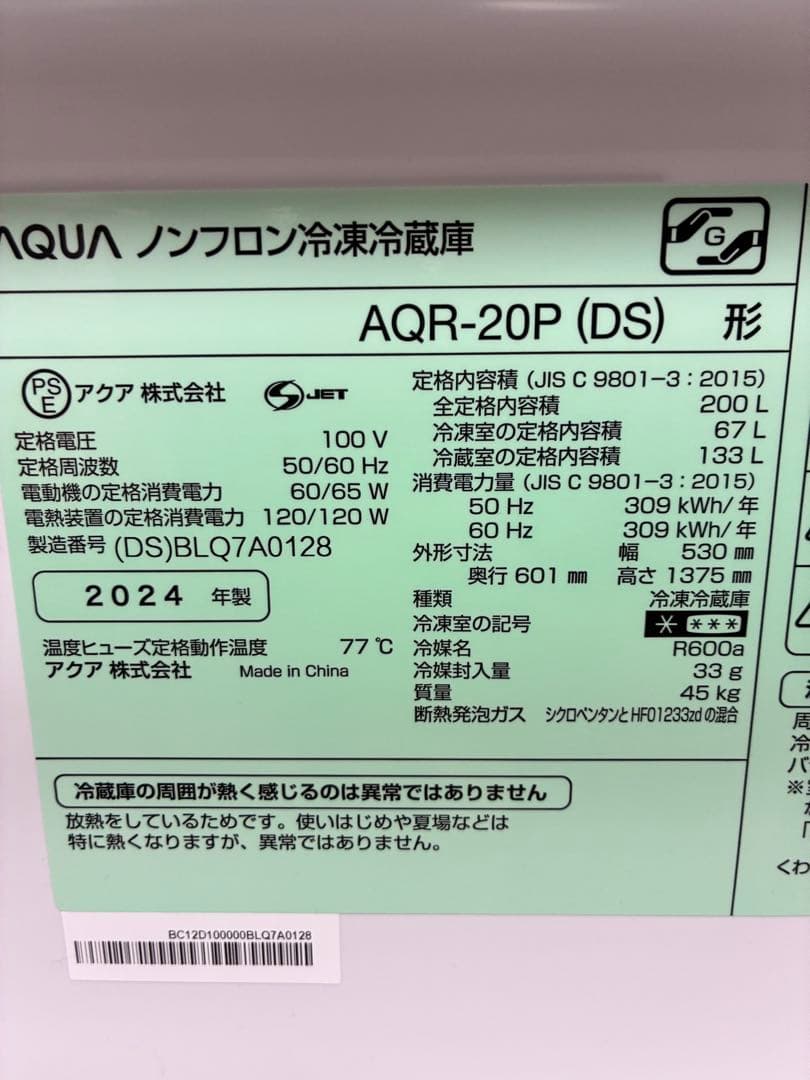 AQUA ノンフロン冷凍冷蔵庫
G
AQR-20P (DS) 形
PS E アクア 株式会社 JET
定格電圧 100 V
定格周波数 50/60 Hz
電動機の定格消費電力 60/65 W
電熱装置の定格消費電力 120/120 W
製造番号 (DS)BLQ7A0128
2024 年製
温度ヒューズ定格動作温度 77 ℃
アクア 株式会社 Made in China
定格内容積 (JIS C 9801-3:2015)
全定格内容積 200 L
冷凍室の定格内容積 67 L
冷蔵室の定格内容積 133 L
消費電力量 (JIS C 9801-3:2015)
50 Hz 309 kWh/年
60 Hz 309 kWh/年
外形寸法 幅 530 ㎜
奥行 601 ㎜ 高さ 1375 ㎜
種類 冷凍冷蔵庫
冷凍室の記号 * ***
冷媒名 R600a
冷媒封入量 33 g
質量 45 kg
断熱発泡ガス シクロペンタンとHFO1233zdの混合
冷蔵庫の周囲が熱く感じるのは異常ではありません
放熱をしているためです。使いはじめや夏場などは
特に熱くなりますが、異常ではありません。
BC12D100000BLQ7A0128
周
冷
バ
くわ